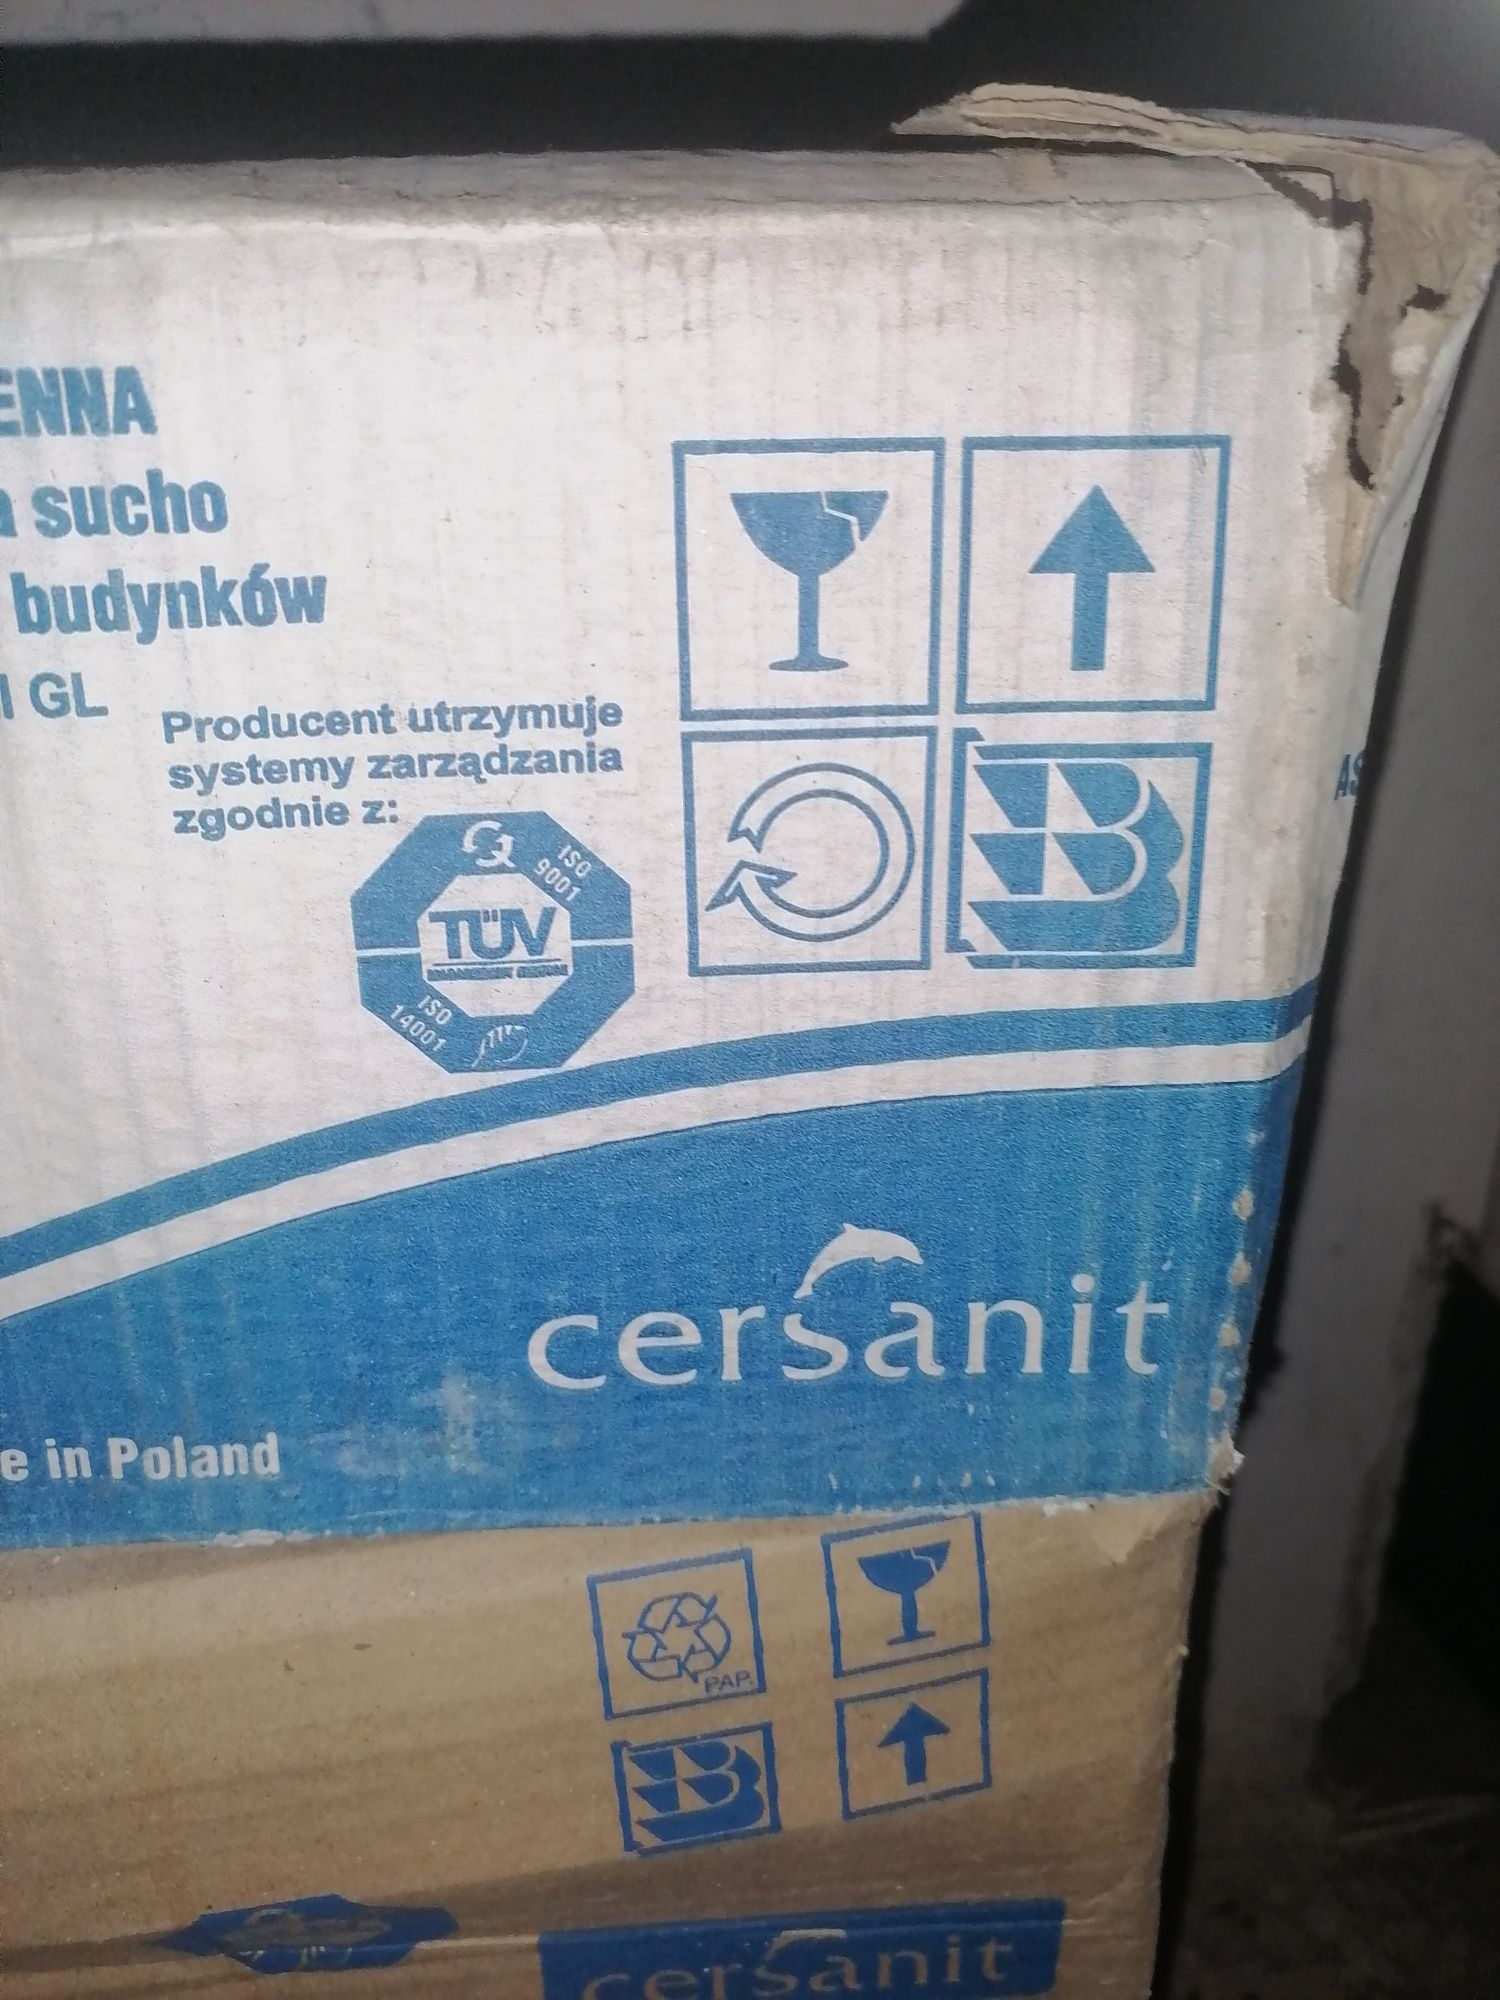 ENNA
a sucho
budynków
I GL
Producent utrzymuje
systemy zarządzania
zgodnie z:
ISO
9001
TÜV
ISO
14001
AS
cersanit
e in Poland
PAP.
cersanit